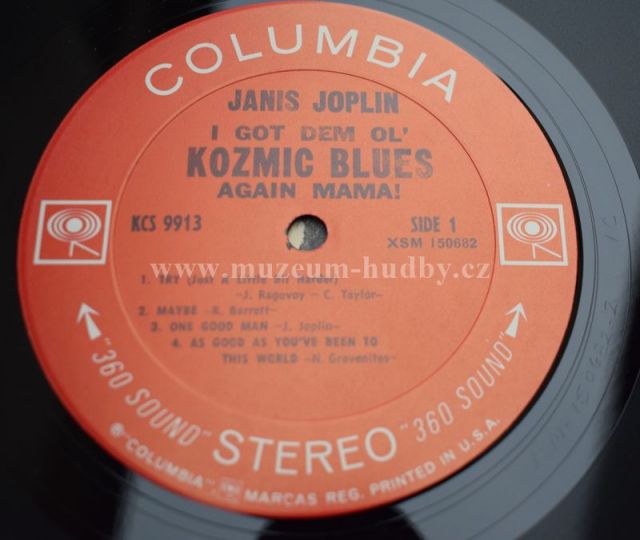 COLUMBIA
JANIS JOPLIN
I GOT DEM OL'
KOZMIC BLUES
AGAIN MAMA!
KCS 9913
SIDE 1
XSM 150682
www.muzeum-hudby.cz
1. TRY (Just A Little Bit Harder)
-J. Ragovoy - C. Taylor-
2. MAYBE -R. Barrett-
3. ONE GOOD MAN -J. Joplin-
4. AS GOOD AS YOU'VE BEEN TO
THIS WORLD -N. Gravenites-
"360 SOUND" STEREO "360 SOUND"
"COLUMBIA", MARCAS REG. PRINTED IN U.S.A.